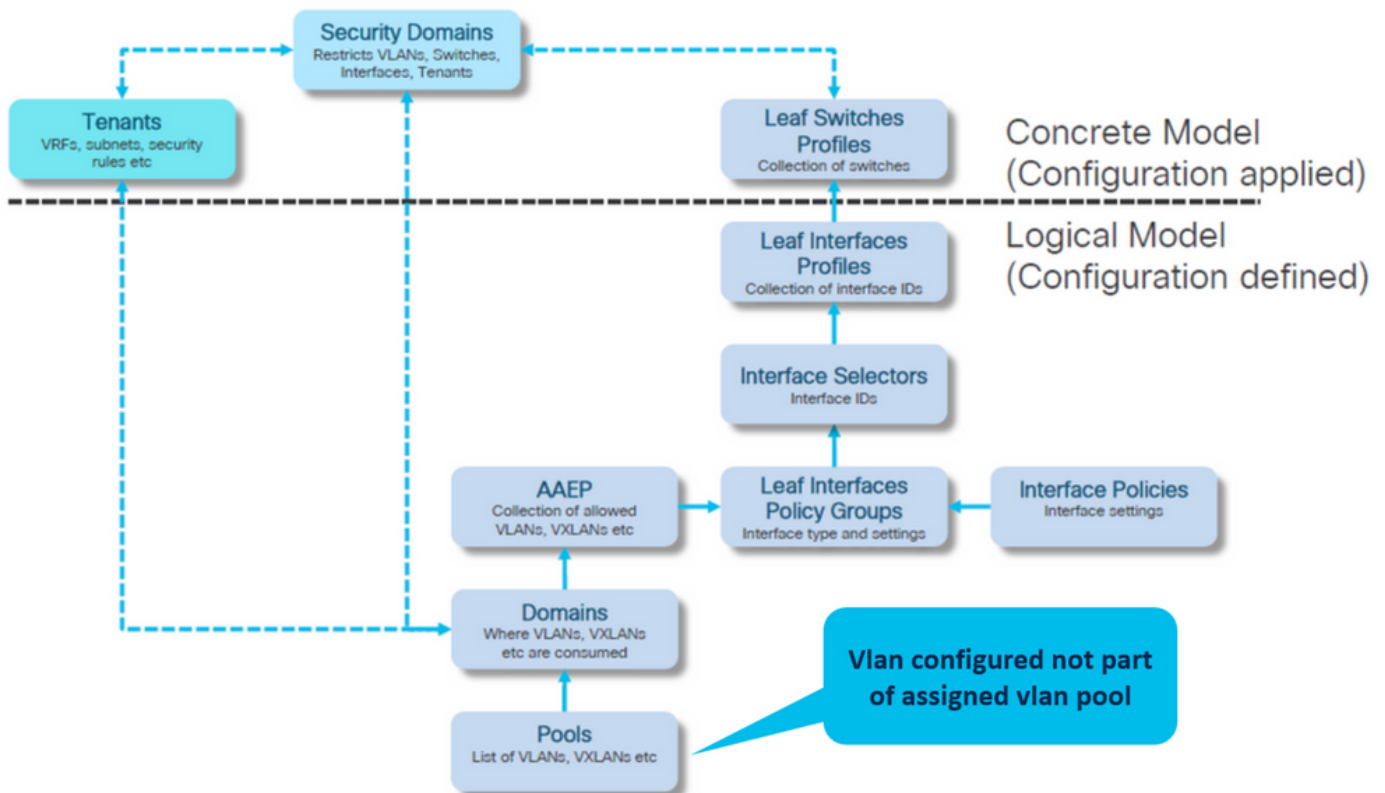 Security Domains
Restricts VLANs, Switches,
Interfaces, Tenants
Tenants
VRFs, subnets, security
rules etc
Leaf Switches
Profiles
Collection of switches
Concrete Model
(Configuration applied)
Logical Model
(Configuration defined)
Leaf Interfaces
Profiles
Collection of interface IDs
Interface Selectors
Interface IDs
AAEP
Collection of allowed
VLANs, VXLANs etc
Leaf Interfaces
Policy Groups
Interface type and settings
Interface Policies
Interface settings
Domains
Where VLANs, VXLANs
etc are consumed
Vlan configured not part
of assigned vlan pool
Pools
List of VLANs, VXLANs etc